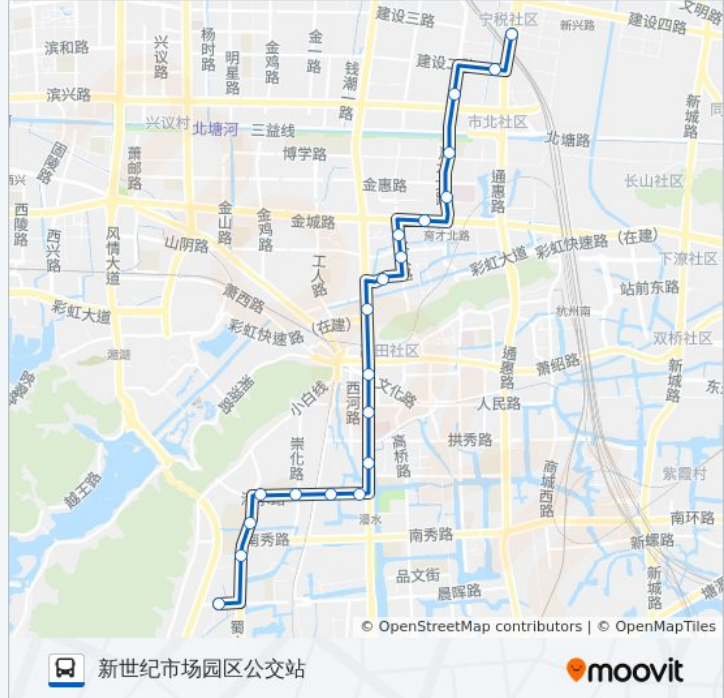 建设三路
宁税社区
文明路
新兴路
建设四路
滨和路
兴议路
杨时路
明星路
金鸡路
金一路
钱潮一路
滨兴路
兴议村
北塘河
三益线
市北社区
北塘路
新城路
萧邮路
博学路
固陵路
金惠路
通惠路
长山社区
西陵路
西兴路
风情大道
金山路
金鸡路
金城路
育才北路
山阴路
工人路
彩虹大道
彩虹快速路（在建）
下潦社区
站前东路
萧西路
彩虹大道
彩虹快速路（在建）
杭州南
双桥社区
湘湖
田社区
通惠路
萧绍路
新城路
湘湖路
小白线
西河路
文化路
人民路
崇化路
高桥路
拱秀路
商城西路
紫霞村
越王路
潘水
南秀路
南秀路
南环路
新螺路
品文街
晨晖路
新城路
蜀
© OpenStreetMap contributors | © OpenMapTiles
新世纪市场园区公交站
moovit